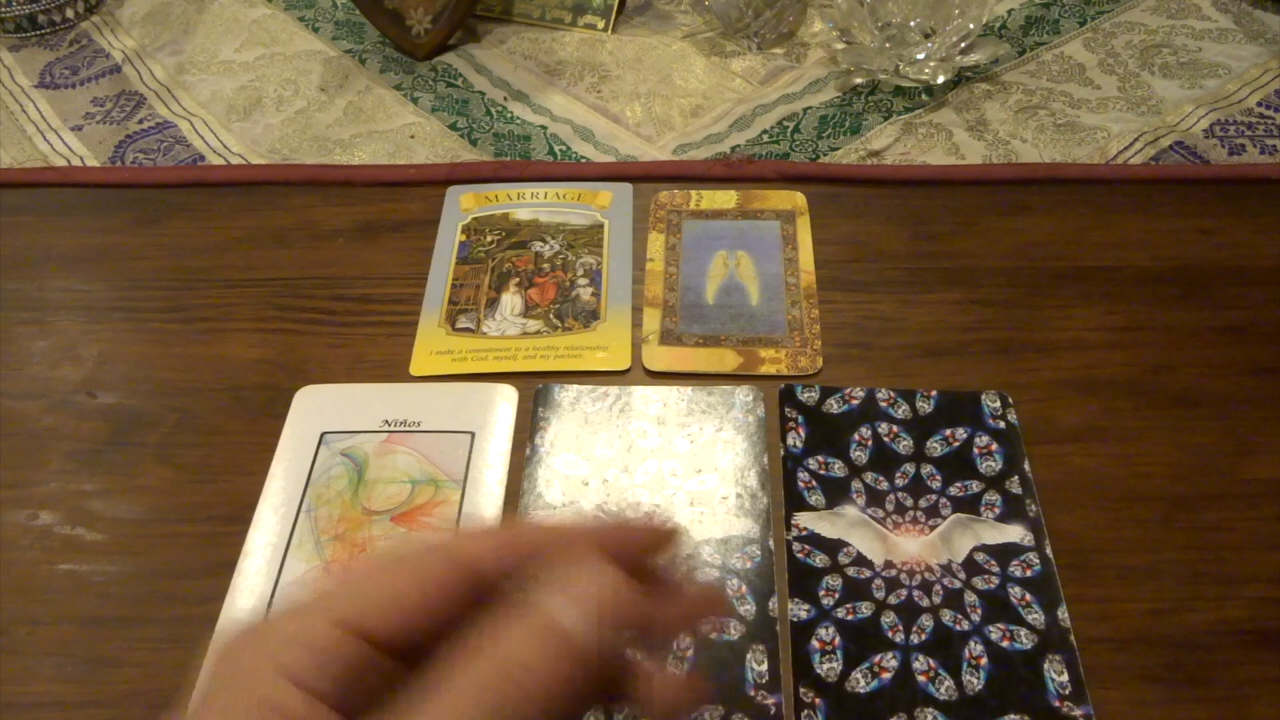 MARRIAGE
I make a commitment to a healthy relationship
with God, myself, and my partner.
Niños